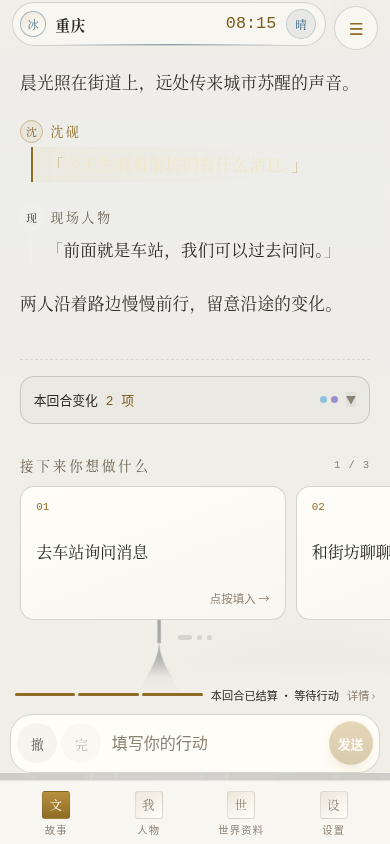 冰 重庆 08:15 晴 ☰
晨光照在街道上，远处传来城市苏醒的声音。
沈 沈砚
现 现场人物
「前面就是车站，我们可以过去问问。」
两人沿着路边慢慢前行，留意沿途的变化。
本回合变化 2 项 ▼
接下来你想做什么 1 / 3
01
去车站询问消息
点按填入→
02
和街坊聊聊
本回合已结算 · 等待行动 详情›
撤 完 填写你的行动 发送
文 我 世 设
故事 人物 世界资料 设置